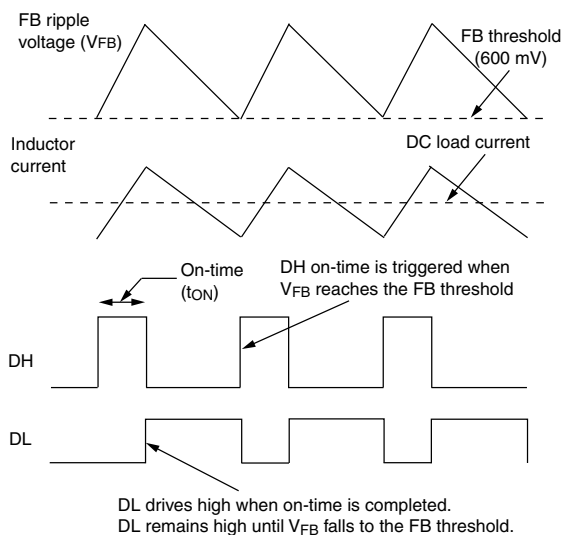 FB ripple
voltage (VFB)
FB threshold
(600 mV)
Inductor
current
DC load current
On-time
(tON)
DH on-time is triggered when
VFB reaches the FB threshold
DH
DL
DL drives high when on-time is completed.
DL remains high until VFB falls to the FB threshold.